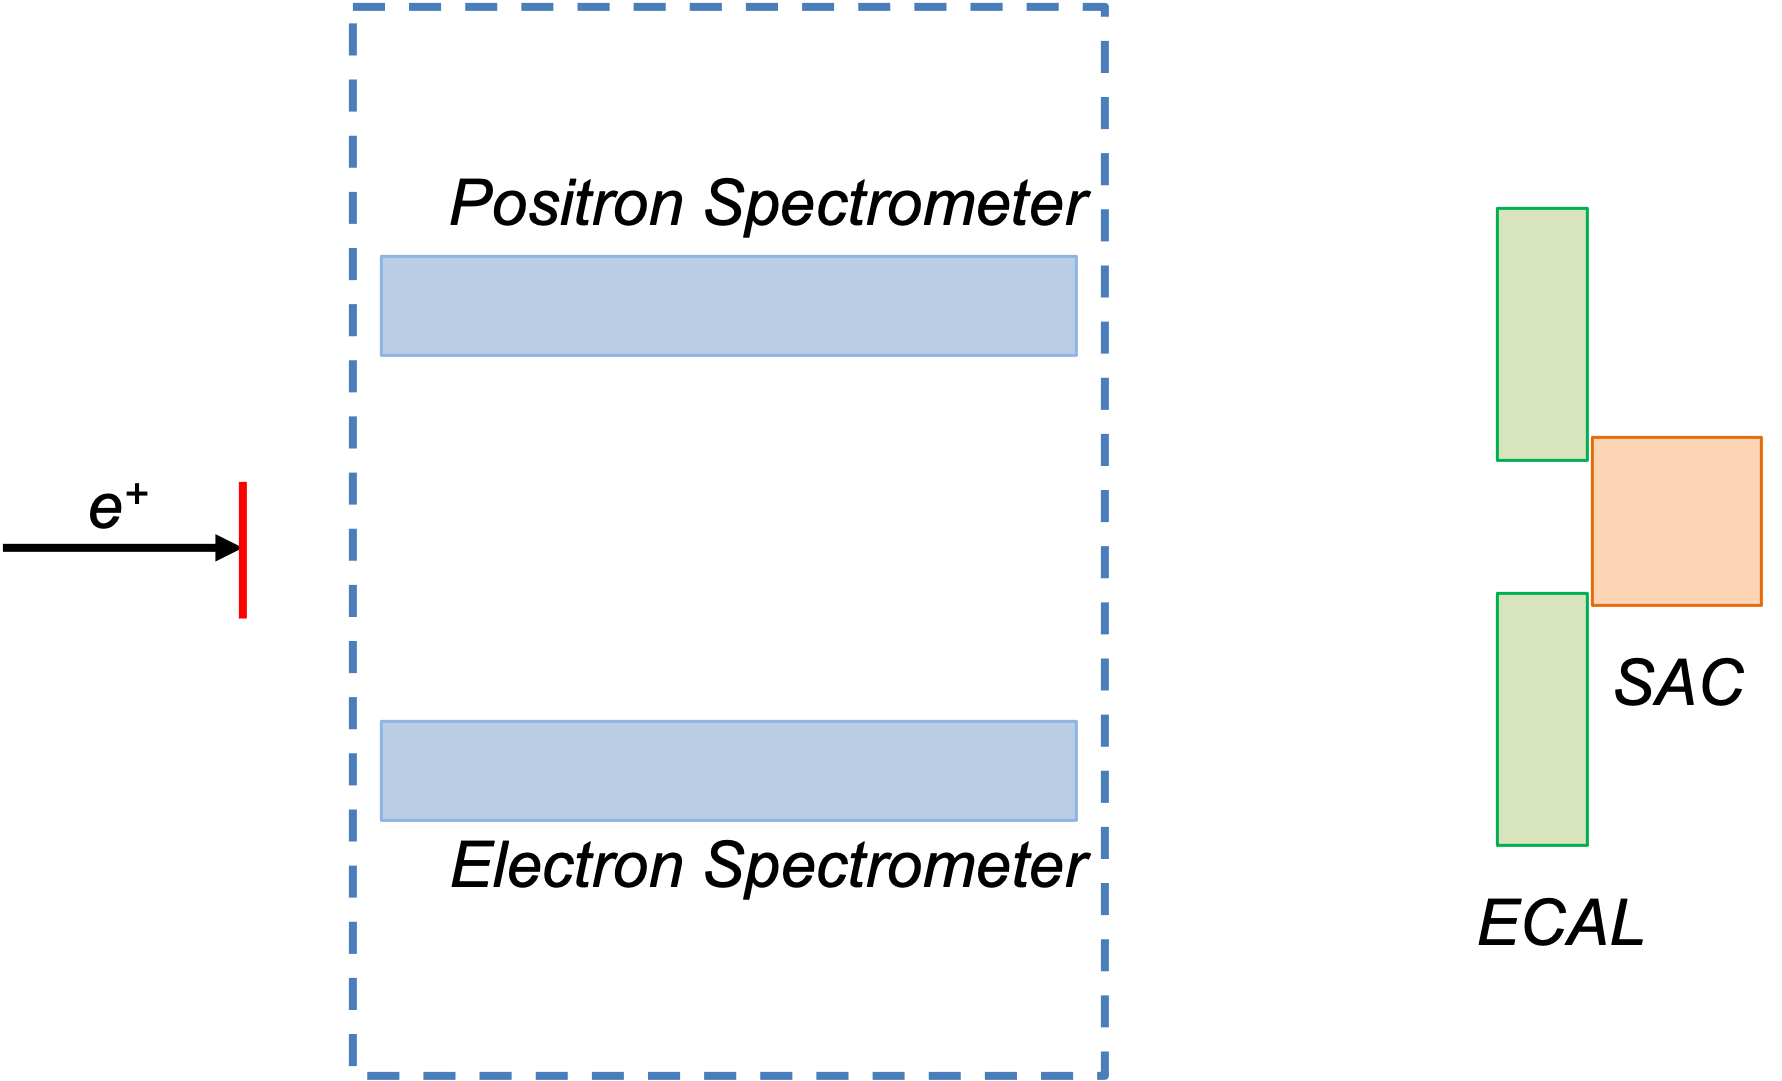 Positron Spectrometer
e⁺
Electron Spectrometer
SAC
ECAL